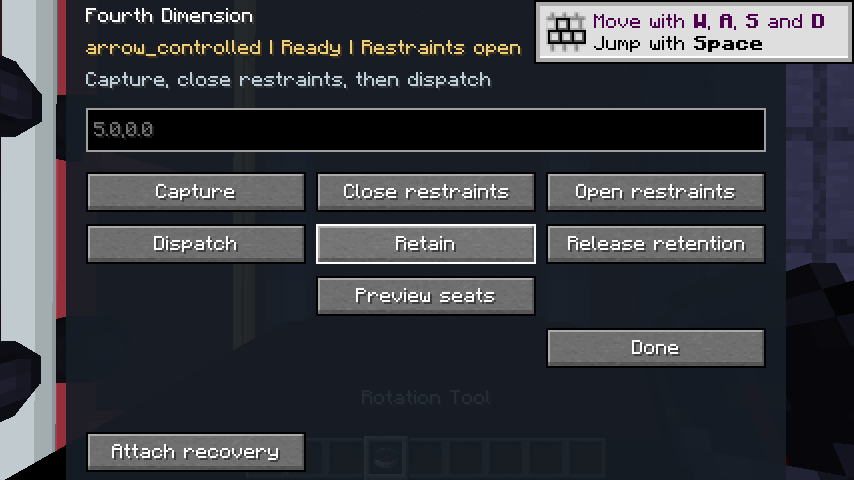 Fourth Dimension
Move with W, A, S and D
Jump with Space
arrow_controlled | Ready | Restraints open
Capture, close restraints, then dispatch
5.0,0.0
Capture
Close restraints
Open restraints
Dispatch
Retain
Release retention
Preview seats
Done
Rotation Tool
Attach recovery